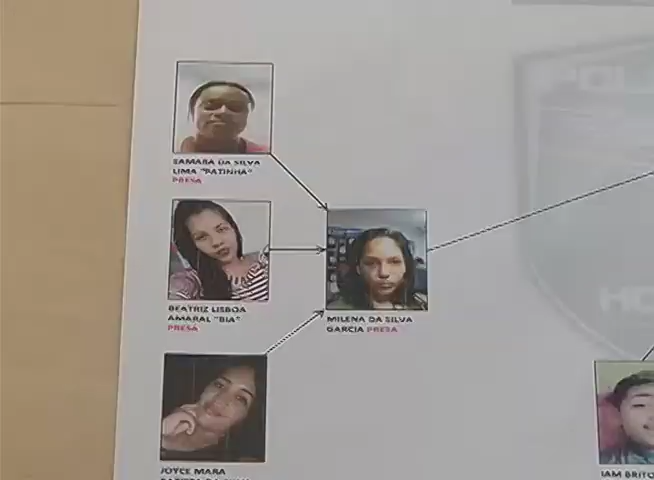 POL
SAMARA DA SILVA
LIMA "PATINHA"
PRESA
BEATRIZ LISBOA
AMARAL "BIA"
PRESA
MILENA DA SILVA
GARCIA PRESA
JOYCE MARA
IAM BRITO